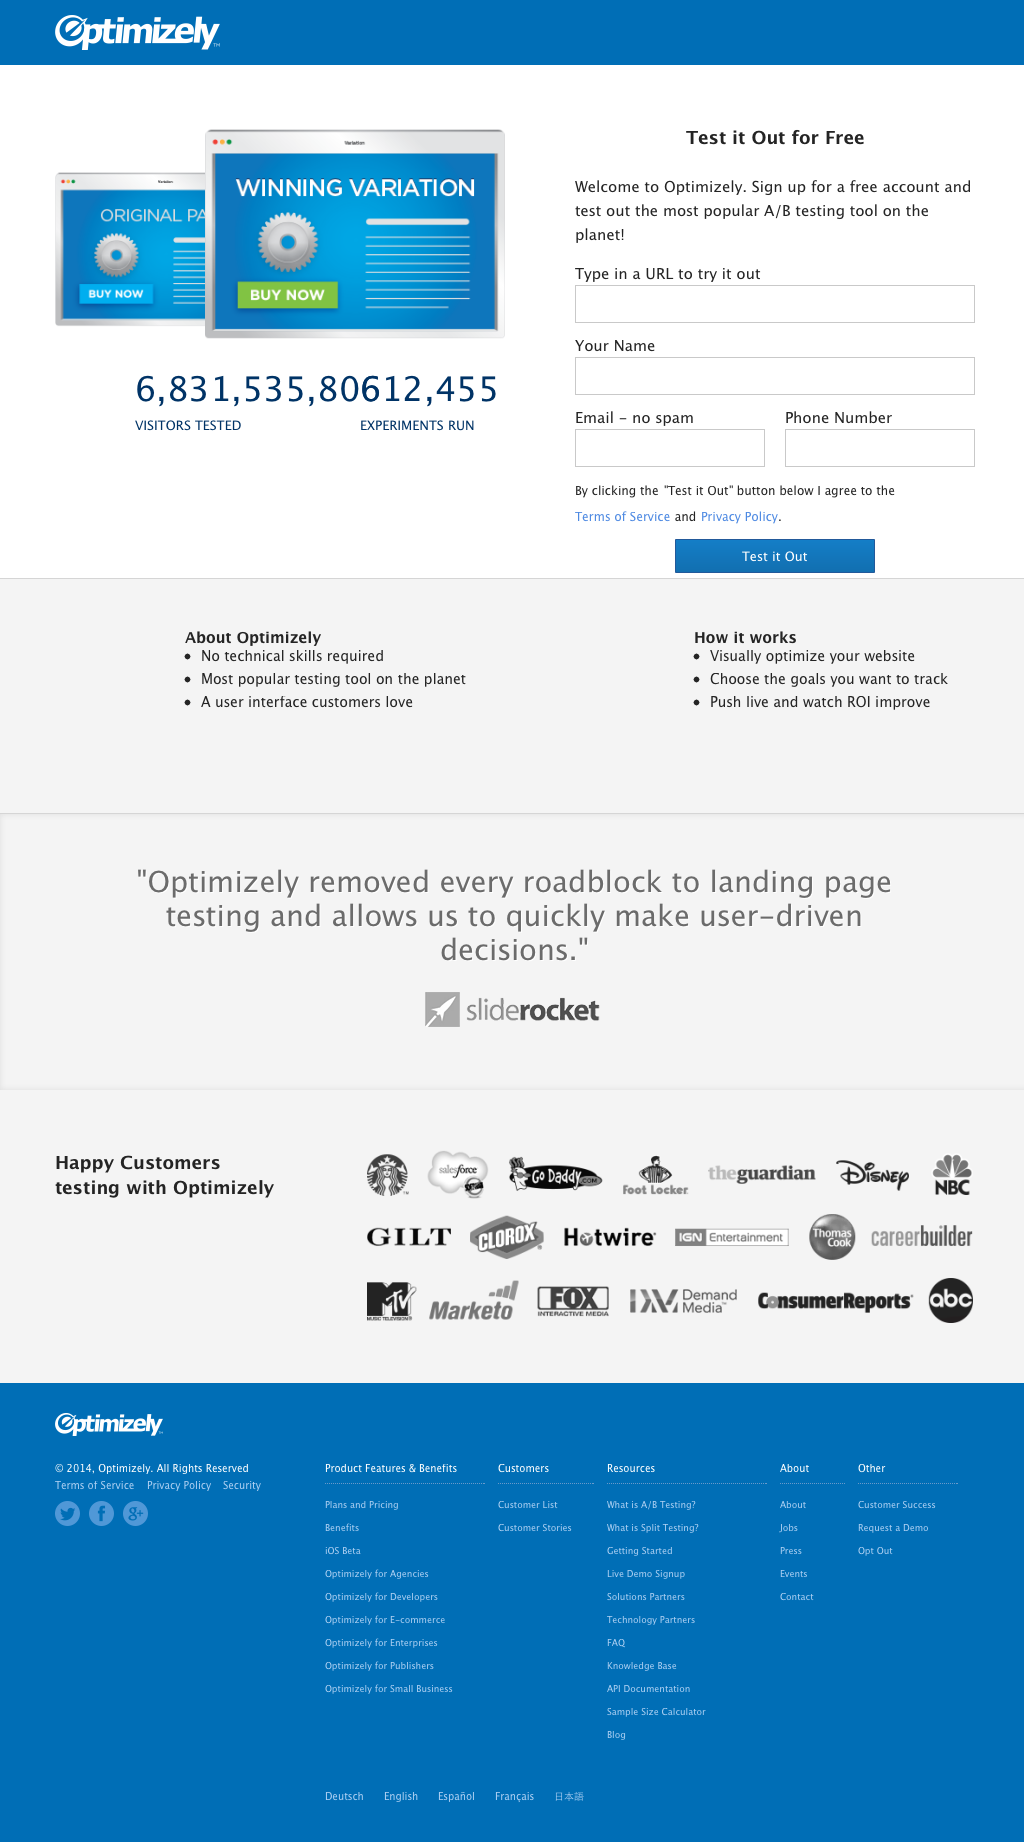 Optimizely™
Variation
WINNING VARIATION
BUY NOW
Variation
ORIGINAL PA
BUY NOW
6,831,535,80612,455
VISITORS TESTED
EXPERIMENTS RUN
Test it Out for Free
Welcome to Optimizely. Sign up for a free account and
test out the most popular A/B testing tool on the
planet!
Type in a URL to try it out
Your Name
Email – no spam
Phone Number
By clicking the "Test it Out" button below I agree to the
Terms of Service and Privacy Policy.
Test it Out
About Optimizely
No technical skills required
Most popular testing tool on the planet
A user interface customers love
How it works
Visually optimize your website
Choose the goals you want to track
Push live and watch ROI improve
"Optimizely removed every roadblock to landing page
testing and allows us to quickly make user-driven
decisions."
sliderocket
Happy Customers
testing with Optimizely
salesforce
Go Daddy.COM
Foot Locker
theguardian
Disney
NBC
GILT
CLOROX
Hotwire
IGN Entertainment
Thomas
Cook
careerbuilder
MTV
MUSIC TELEVISION
Marketo
FOX
INTERACTIVE MEDIA
Demand
Media™
ConsumerReports
abc
Optimizely
© 2014, Optimizely. All Rights Reserved
Terms of Service Privacy Policy Security
Product Features & Benefits
Plans and Pricing
Benefits
iOS Beta
Optimizely for Agencies
Optimizely for Developers
Optimizely for E-commerce
Optimizely for Enterprises
Optimizely for Publishers
Optimizely for Small Business
Customers
Customer List
Customer Stories
Resources
What is A/B Testing?
What is Split Testing?
Getting Started
Live Demo Signup
Solutions Partners
Technology Partners
FAQ
Knowledge Base
API Documentation
Sample Size Calculator
Blog
About
About
Jobs
Press
Events
Contact
Other
Customer Success
Request a Demo
Opt Out
Deutsch English Español Français 日本語